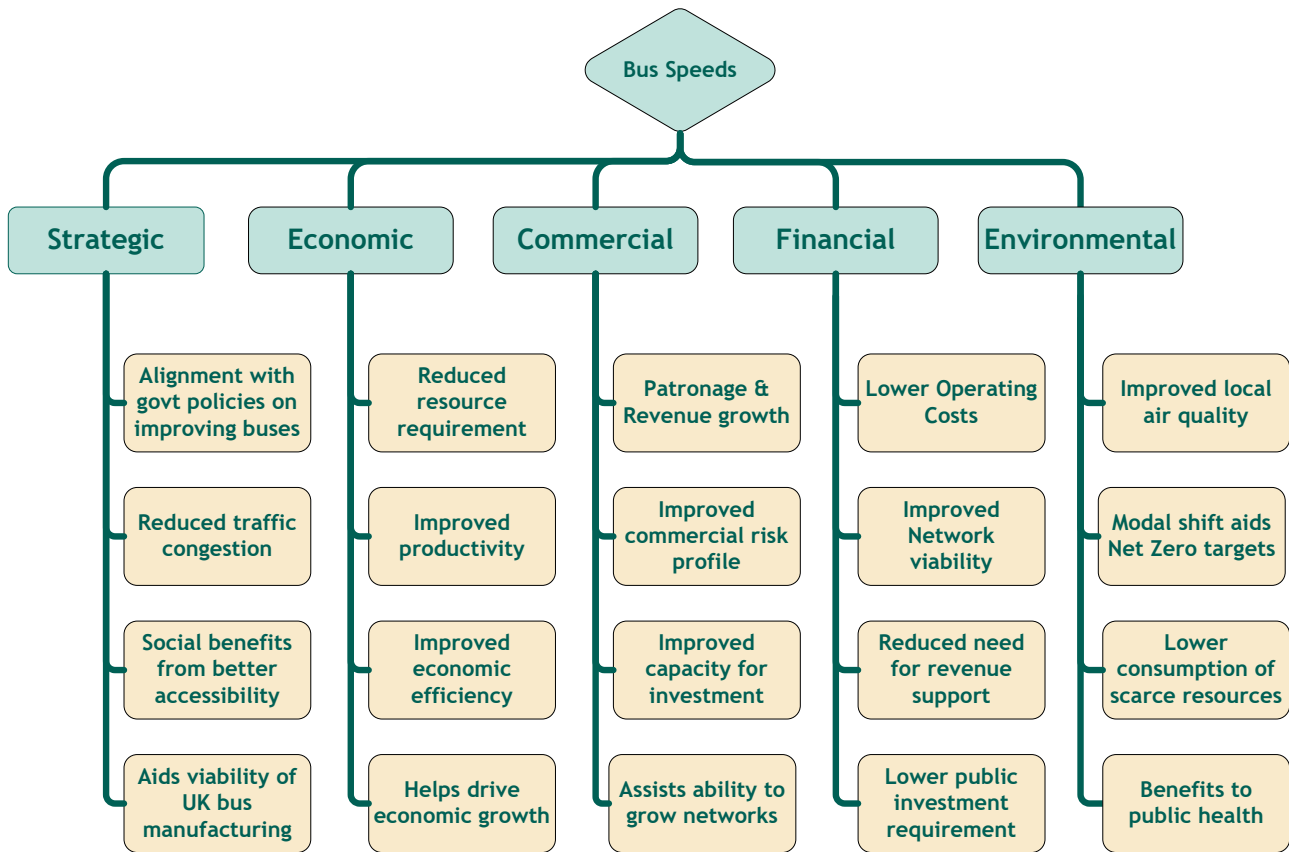 Bus Speeds
Strategic
Economic
Commercial
Financial
Environmental
Alignment with
govt policies on
improving buses
Reduced
resource
requirement
Patronage &
Revenue growth
Lower Operating
Costs
Improved local
air quality
Reduced traffic
congestion
Improved
productivity
Improved
commercial risk
profile
Improved
Network
viability
Modal shift aids
Net Zero targets
Social benefits
from better
accessibility
Improved
economic
efficiency
Improved
capacity for
investment
Reduced need
for revenue
support
Lower
consumption of
scarce resources
Aids viability of
UK bus
manufacturing
Helps drive
economic growth
Assists ability to
grow networks
Lower public
investment
requirement
Benefits to
public health